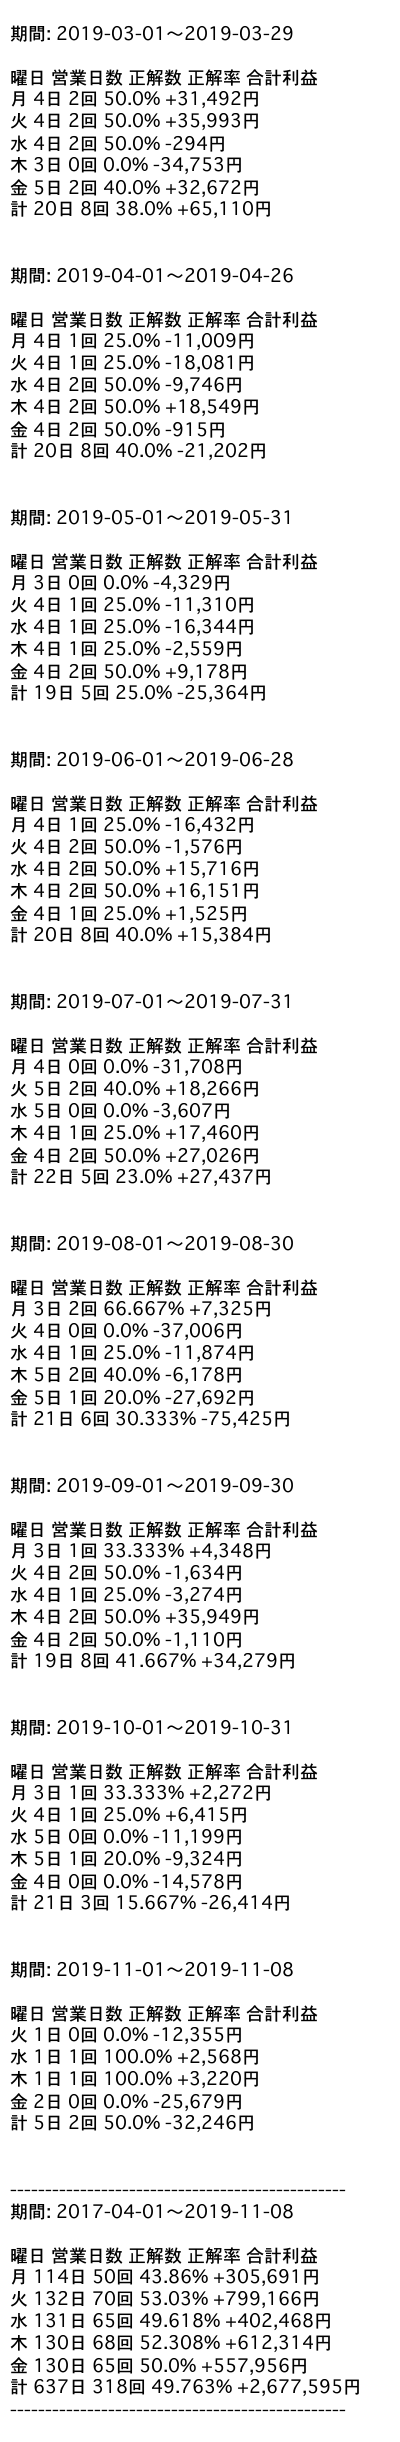 期間: 2019-03-01〜2019-03-29
曜日 営業日数 正解数 正解率 合計利益
月 4日 2回 50.0% +31,492円
火 4日 2回 50.0% +35,993円
水 4日 2回 50.0% -294円
木 3日 0回 0.0% -34,753円
金 5日 2回 40.0% +32,672円
計 20日 8回 38.0% +65,110円
期間: 2019-04-01〜2019-04-26
曜日 営業日数 正解数 正解率 合計利益
月 4日 1回 25.0% -11,009円
火 4日 1回 25.0% -18,081円
水 4日 2回 50.0% -9,746円
木 4日 2回 50.0% +18,549円
金 4日 2回 50.0% -915円
計 20日 8回 40.0% -21,202円
期間: 2019-05-01〜2019-05-31
曜日 営業日数 正解数 正解率 合計利益
月 3日 0回 0.0% -4,329円
火 4日 1回 25.0% -11,310円
水 4日 1回 25.0% -16,344円
木 4日 1回 25.0% -2,559円
金 4日 2回 50.0% +9,178円
計 19日 5回 25.0% -25,364円
期間: 2019-06-01〜2019-06-28
曜日 営業日数 正解数 正解率 合計利益
月 4日 1回 25.0% -16,432円
火 4日 2回 50.0% -1,576円
水 4日 2回 50.0% +15,716円
木 4日 2回 50.0% +16,151円
金 4日 1回 25.0% +1,525円
計 20日 8回 40.0% +15,384円
期間: 2019-07-01〜2019-07-31
曜日 営業日数 正解数 正解率 合計利益
月 4日 0回 0.0% -31,708円
火 5日 2回 40.0% +18,266円
水 5日 0回 0.0% -3,607円
木 4日 1回 25.0% +17,460円
金 4日 2回 50.0% +27,026円
計 22日 5回 23.0% +27,437円
期間: 2019-08-01〜2019-08-30
曜日 営業日数 正解数 正解率 合計利益
月 3日 2回 66.667% +7,325円
火 4日 0回 0.0% -37,006円
水 4日 1回 25.0% -11,874円
木 5日 2回 40.0% -6,178円
金 5日 1回 20.0% -27,692円
計 21日 6回 30.333% -75,425円
期間: 2019-09-01〜2019-09-30
曜日 営業日数 正解数 正解率 合計利益
月 3日 1回 33.333% +4,348円
火 4日 2回 50.0% -1,634円
水 4日 1回 25.0% -3,274円
木 4日 2回 50.0% +35,949円
金 4日 2回 50.0% -1,110円
計 19日 8回 41.667% +34,279円
期間: 2019-10-01〜2019-10-31
曜日 営業日数 正解数 正解率 合計利益
月 3日 1回 33.333% +2,272円
火 4日 1回 25.0% +6,415円
水 5日 0回 0.0% -11,199円
木 5日 1回 20.0% -9,324円
金 4日 0回 0.0% -14,578円
計 21日 3回 15.667% -26,414円
期間: 2019-11-01〜2019-11-08
曜日 営業日数 正解数 正解率 合計利益
火 1日 0回 0.0% -12,355円
水 1日 1回 100.0% +2,568円
木 1日 1回 100.0% +3,220円
金 2日 0回 0.0% -25,679円
計 5日 2回 50.0% -32,246円
------------------------------------------------
期間: 2017-04-01〜2019-11-08
曜日 営業日数 正解数 正解率 合計利益
月 114日 50回 43.86% +305,691円
火 132日 70回 53.03% +799,166円
水 131日 65回 49.618% +402,468円
木 130日 68回 52.308% +612,314円
金 130日 65回 50.0% +557,956円
計 637日 318回 49.763% +2,677,595円
------------------------------------------------